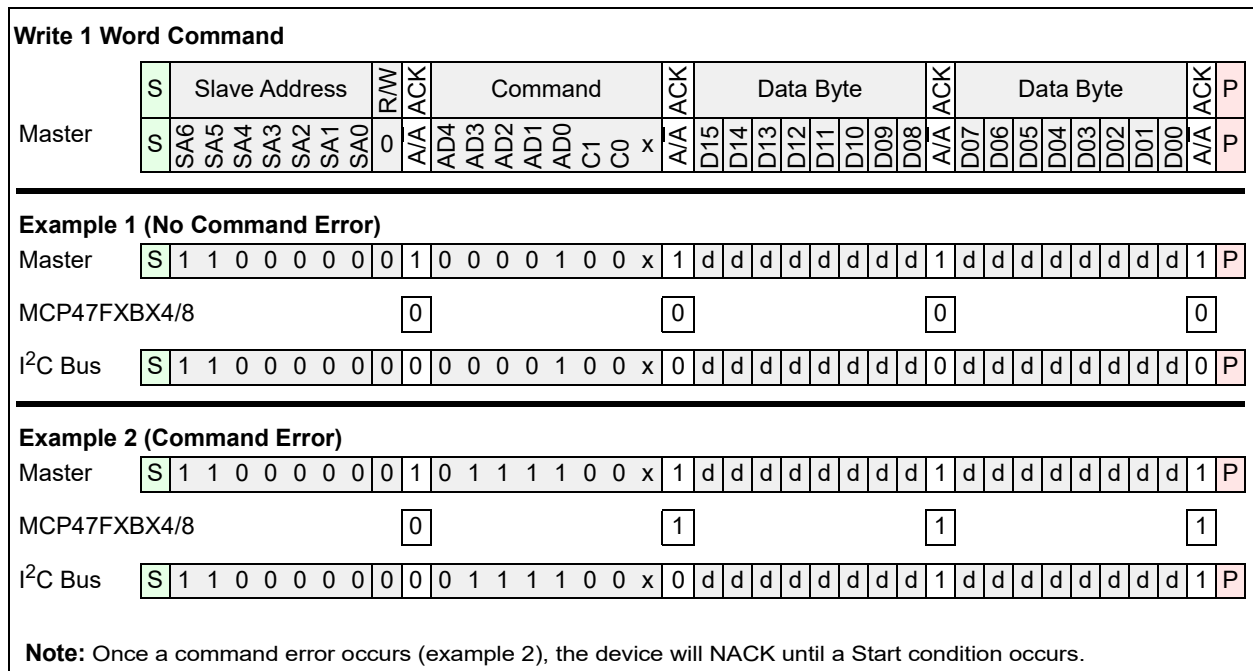 Write 1 Word Command
S Slave Address R/W ACK Command ACK Data Byte ACK Data Byte ACK P
Master S SA6 SA5 SA4 SA3 SA2 SA1 SA0 0 A/A AD4 AD3 AD2 AD1 AD0 C1 C0 x A/A D15 D14 D13 D12 D11 D10 D09 D08 A/A D07 D06 D05 D04 D03 D02 D01 D00 A/A P
Example 1 (No Command Error)
Master S 1 1 0 0 0 0 0 0 1 0 0 0 0 1 0 0 x 1 d d d d d d d d 1 d d d d d d d d 1 P
MCP47FXBX4/8 0 0 0 0
I2C Bus S 1 1 0 0 0 0 0 0 0 0 0 0 0 1 0 0 x 0 d d d d d d d d 0 d d d d d d d d 0 P
Example 2 (Command Error)
Master S 1 1 0 0 0 0 0 0 1 0 1 1 1 1 0 0 x 1 d d d d d d d d 1 d d d d d d d d 1 P
MCP47FXBX4/8 0 1 1 1
I2C Bus S 1 1 0 0 0 0 0 0 0 0 1 1 1 1 0 0 x 0 d d d d d d d d 1 d d d d d d d d 1 P
Note: Once a command error occurs (example 2), the device will NACK until a Start condition occurs.